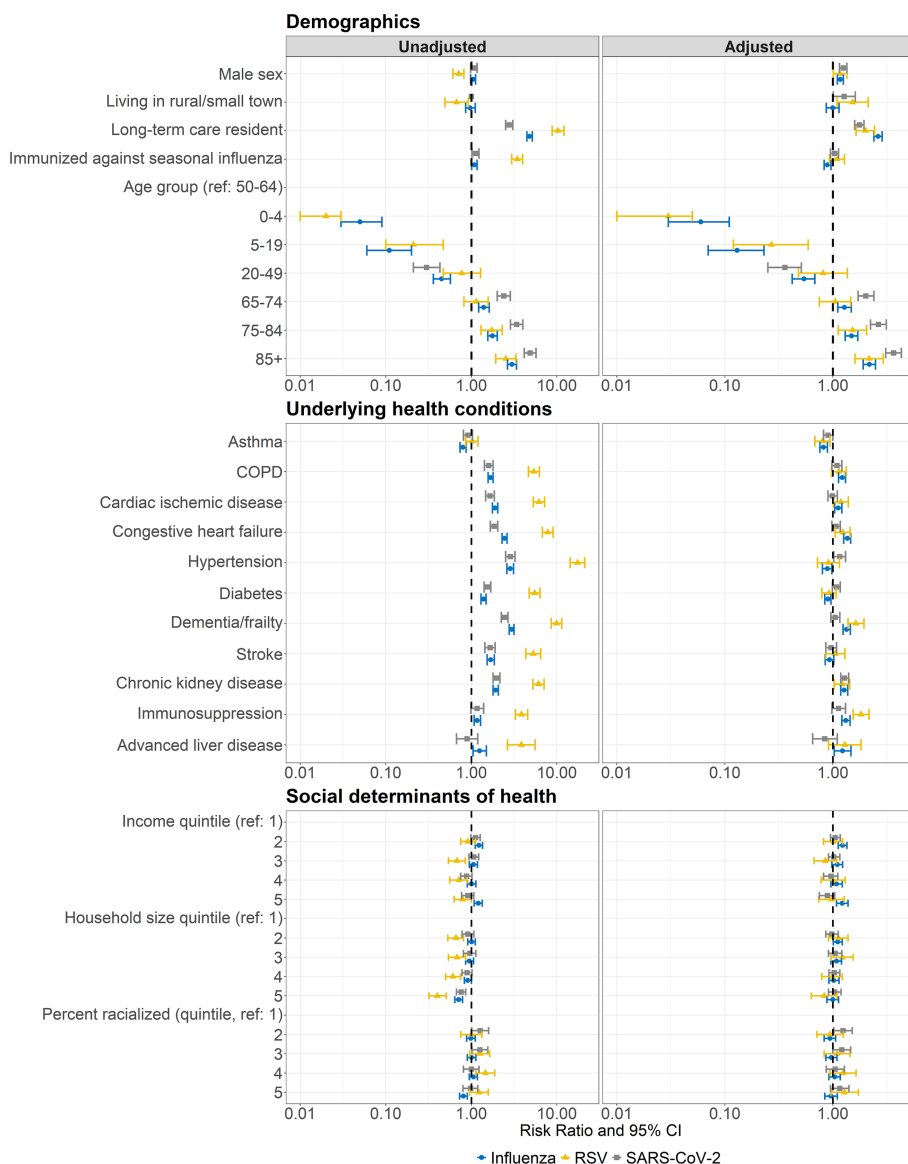 Demographics
Unadjusted Adjusted
Male sex
Living in rural/small town
Long-term care resident
Immunized against seasonal influenza
Age group (ref: 50-64)
0-4
5-19
20-49
65-74
75-84
85+
0.01 0.10 1.00 10.00 0.01 0.10 1.00
Underlying health conditions
Asthma
COPD
Cardiac ischemic disease
Congestive heart failure
Hypertension
Diabetes
Dementia/frailty
Stroke
Chronic kidney disease
Immunosuppression
Advanced liver disease
0.01 0.10 1.00 10.00 0.01 0.10 1.00
Social determinants of health
Income quintile (ref: 1)
2
3
4
5
Household size quintile (ref: 1)
2
3
4
5
Percent racialized (quintile, ref: 1)
2
3
4
5
0.01 0.10 1.00 10.00 0.01 0.10 1.00
Risk Ratio and 95% CI
Influenza RSV SARS-CoV-2